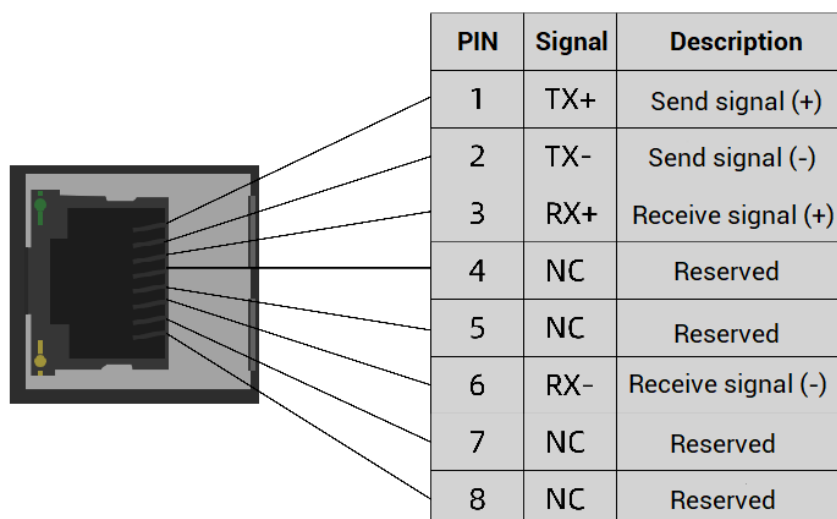 PIN Signal Description
1 TX+ Send signal (+)
2 TX- Send signal (-)
3 RX+ Receive signal (+)
4 NC Reserved
5 NC Reserved
6 RX- Receive signal (-)
7 NC Reserved
8 NC Reserved